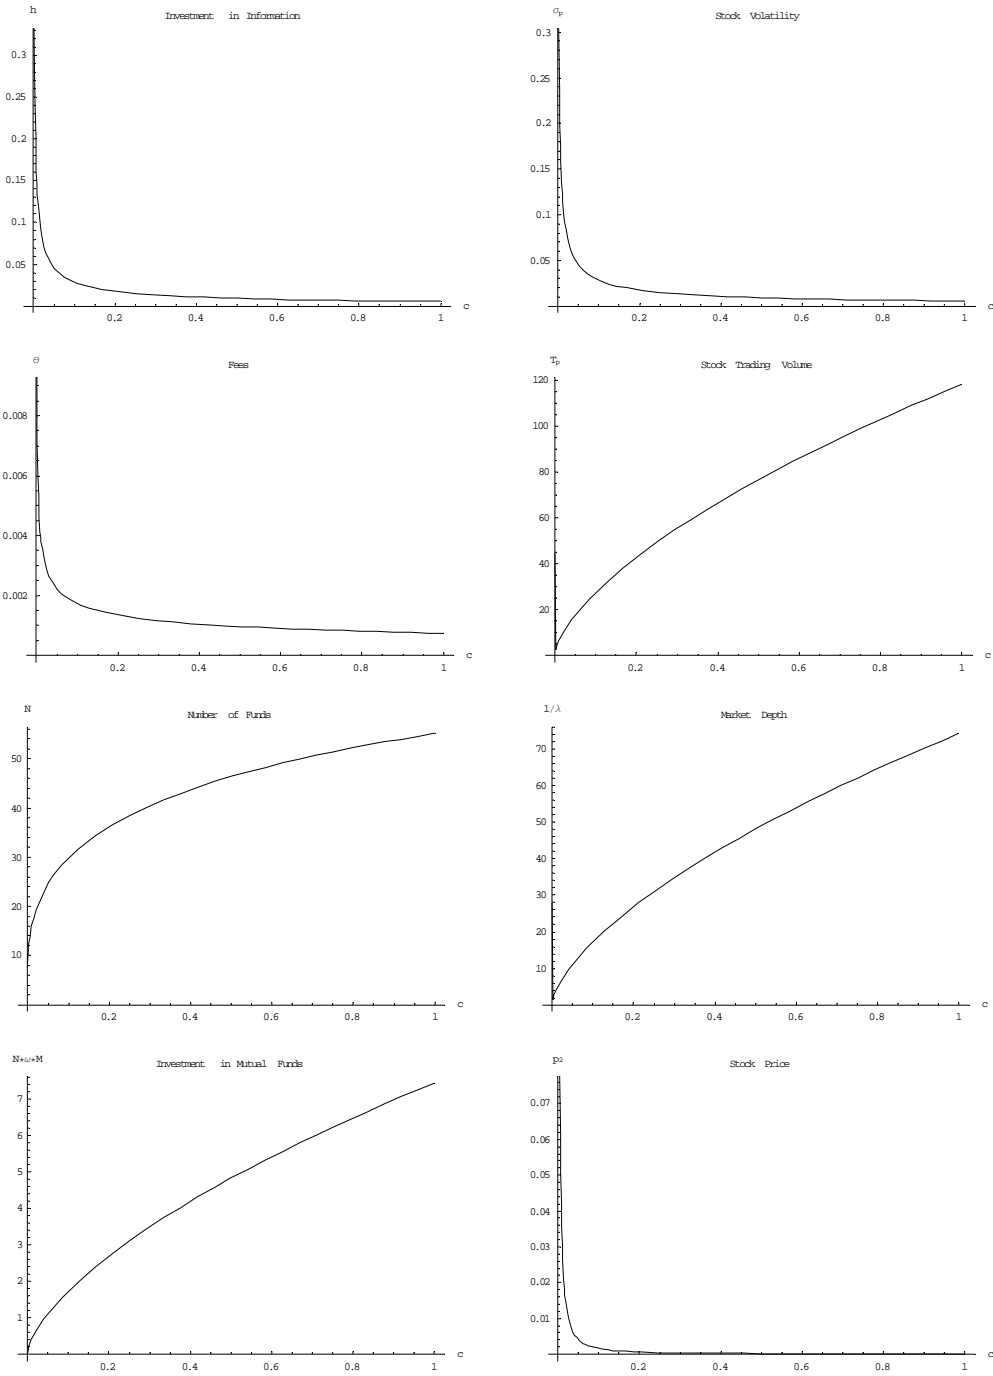 h
Investment in Information
0.3
0.25
0.2
0.15
0.1
0.05
0.2 0.4 0.6 0.8 1 c
σp
Stock Volatility
0.3
0.25
0.2
0.15
0.1
0.05
0.2 0.4 0.6 0.8 1 c
θ
Fees
0.008
0.006
0.004
0.002
0.2 0.4 0.6 0.8 1 c
Tp
Stock Trading Volume
120
100
80
60
40
20
0.2 0.4 0.6 0.8 1 c
N
Number of Funds
50
40
30
20
10
0.2 0.4 0.6 0.8 1 c
1/λ
Market Depth
70
60
50
40
30
20
10
0.2 0.4 0.6 0.8 1 c
N*ω*M
Investment in Mutual Funds
7
6
5
4
3
2
1
0.2 0.4 0.6 0.8 1 c
p2
Stock Price
0.07
0.06
0.05
0.04
0.03
0.02
0.01
0.2 0.4 0.6 0.8 1 c